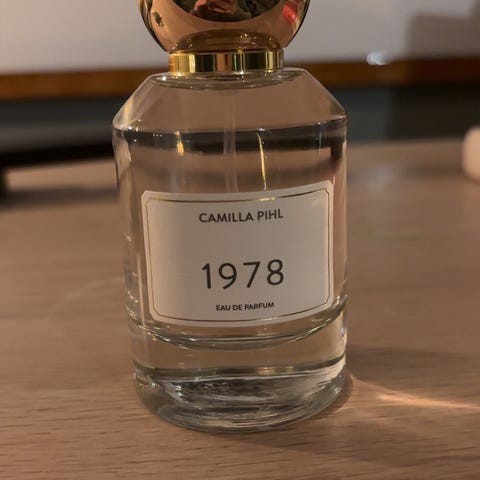 CAMILLA PIHL
1978
EAU DE PARFUM